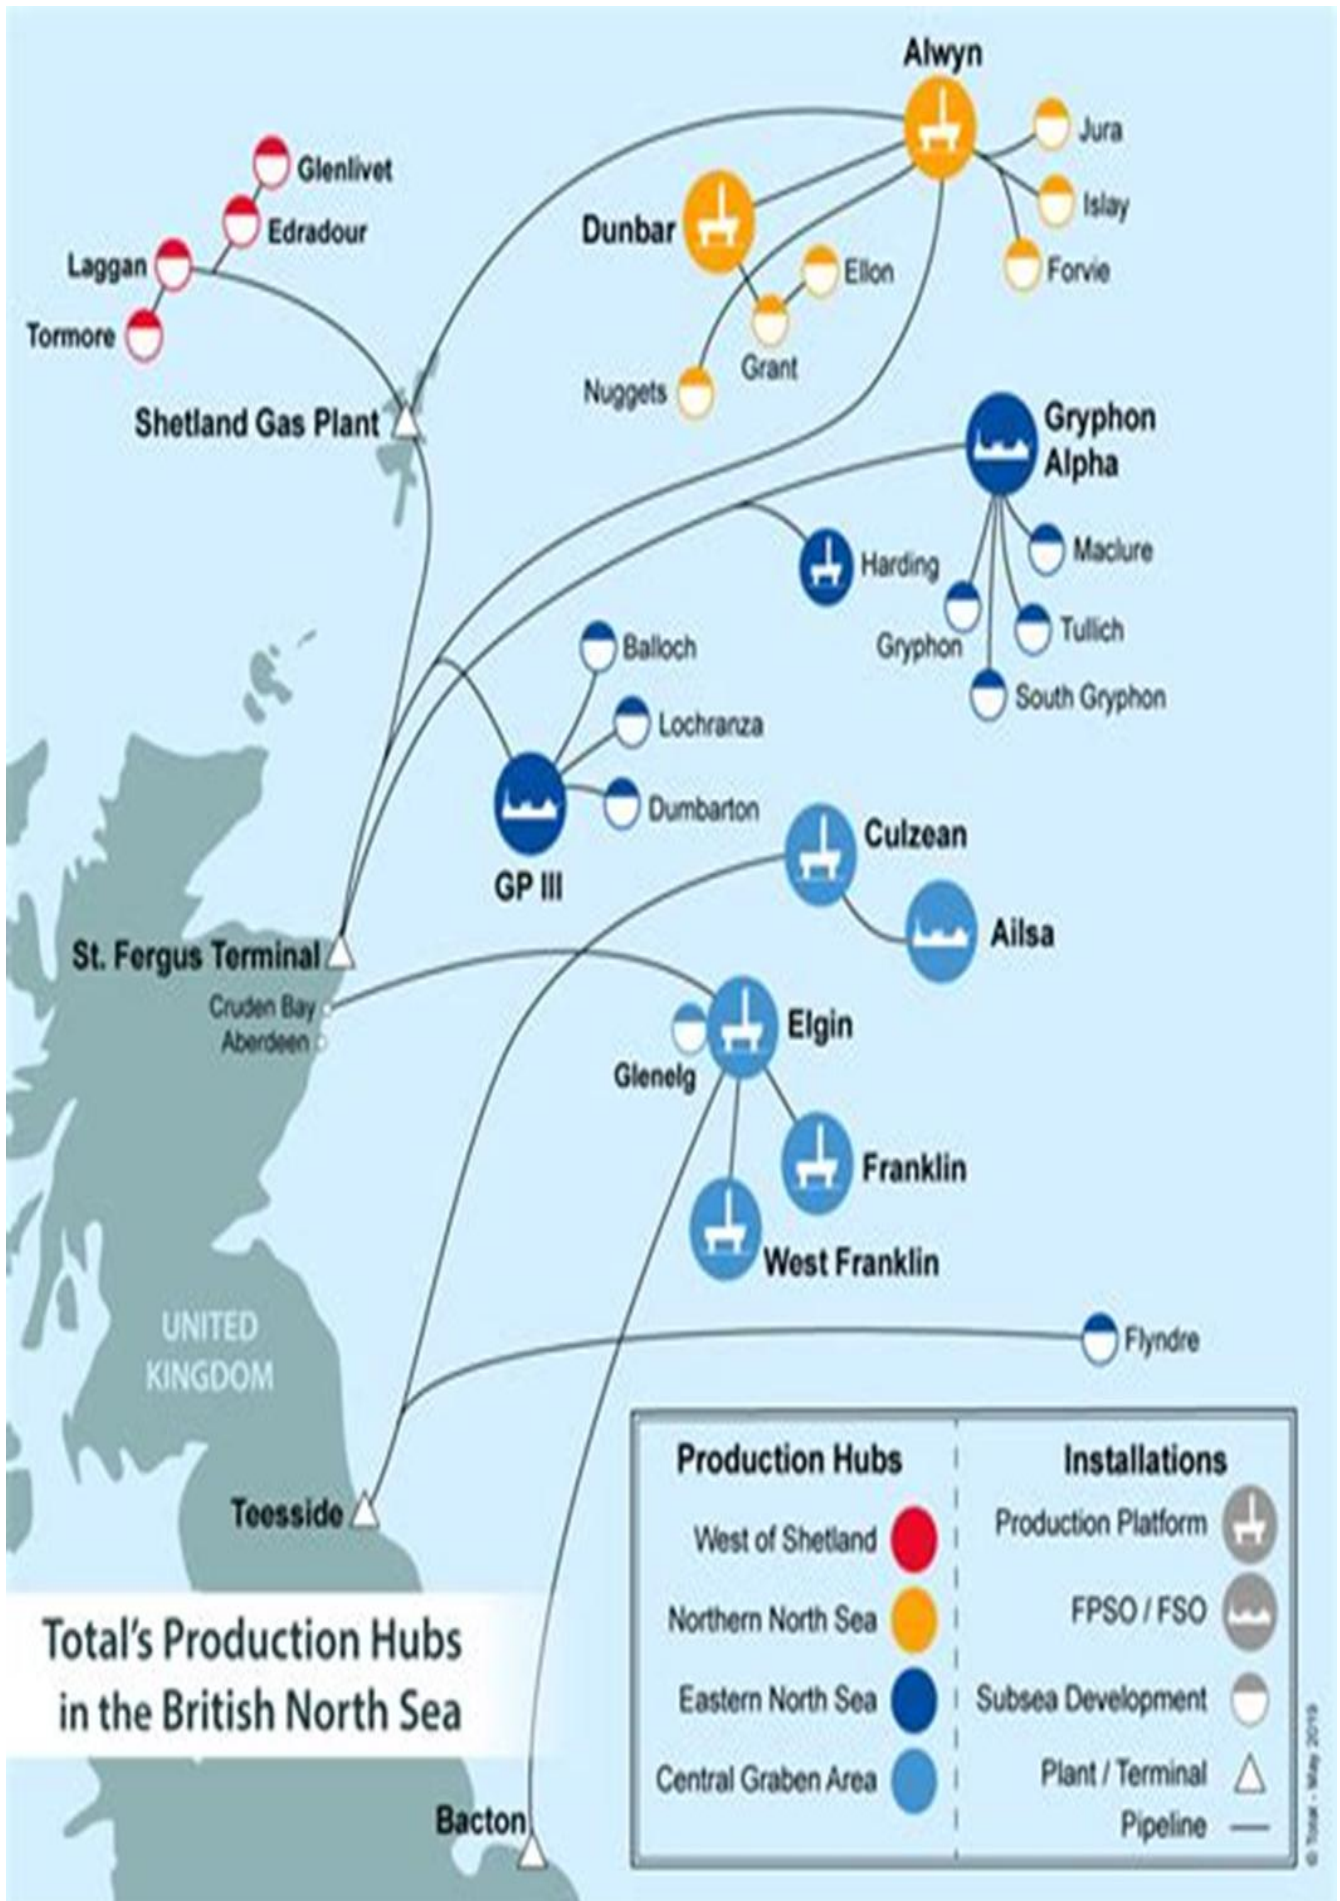 Alwyn
Jura
Glenlivet
Islay
Dunbar
Edradour
Laggan
Ellon
Forvie
Tormore
Grant
Nuggets
Shetland Gas Plant
Gryphon
Alpha
Maclure
Harding
Tullich
Gryphon
Balloch
South Gryphon
Lochranza
Dumbarton
Culzean
GP III
Ailsa
St. Fergus Terminal
Cruden Bay
Elgin
Aberdeen
Glenelg
Franklin
West Franklin
UNITED
KINGDOM
Flyndre
Teesside
Total's Production Hubs
in the British North Sea
Bacton
Production Hubs
West of Shetland
Northern North Sea
Eastern North Sea
Central Graben Area
Installations
Production Platform
FPSO / FSO
Subsea Development
Plant / Terminal
Pipeline
© Total - May 2019